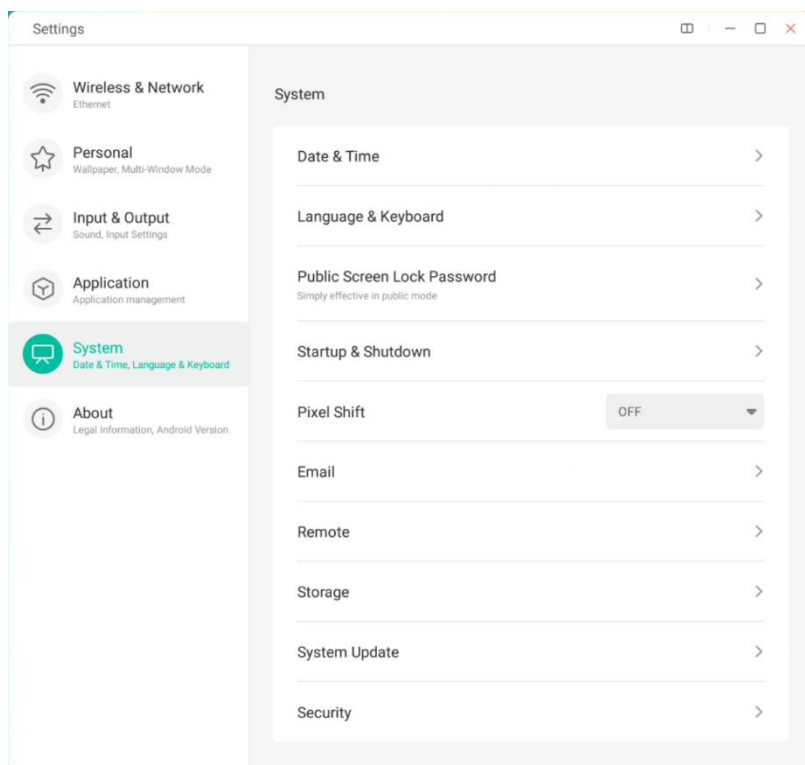 Settings
Wireless & Network
Ethernet
Personal
Wallpaper, Multi-Window Mode
Input & Output
Sound, Input Settings
Application
Application management
System
Date & Time, Language & Keyboard
About
Legal Information, Android Version
System
Date & Time
Language & Keyboard
Public Screen Lock Password
Simply effective in public mode
Startup & Shutdown
Pixel Shift
OFF
Email
Remote
Storage
System Update
Security